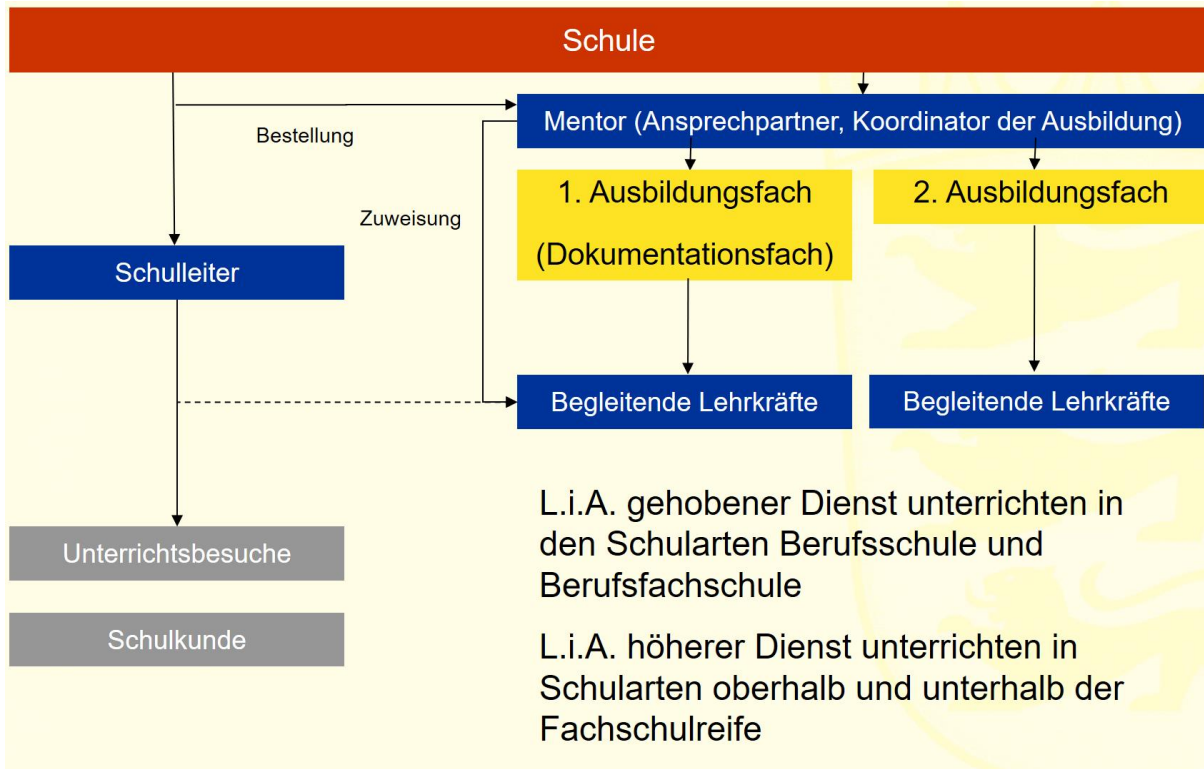 Schule
Mentor (Ansprechpartner, Koordinator der Ausbildung)
Bestellung
1. Ausbildungsfach
(Dokumentationsfach)
2. Ausbildungsfach
Zuweisung
Schulleiter
Begleitende Lehrkräfte
Begleitende Lehrkräfte
L.i.A. gehobener Dienst unterrichten in
den Schularten Berufsschule und
Berufsfachschule
Unterrichtsbesuche
Schulkunde
L.i.A. höherer Dienst unterrichten in
Schularten oberhalb und unterhalb der
Fachschulreife